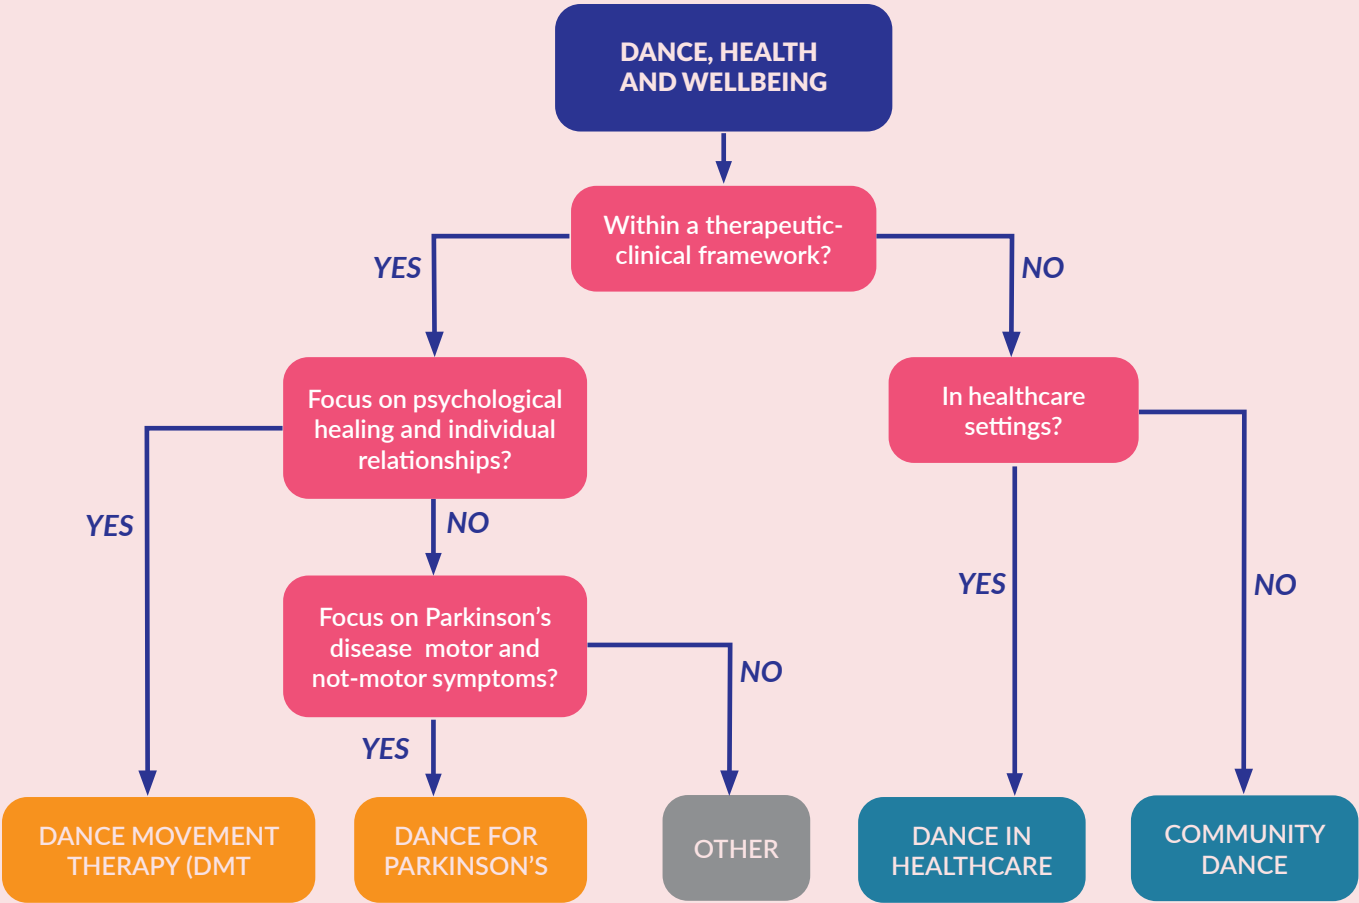 DANCE, HEALTH
AND WELLBEING
Within a therapeutic-
clinical framework?
YES
NO
Focus on psychological
healing and individual
relationships?
In healthcare
settings?
YES
NO
Focus on Parkinson's
disease  motor and
not-motor symptoms?
YES
NO
NO
YES
DANCE MOVEMENT
THERAPY (DMT
DANCE FOR
PARKINSON'S
OTHER
DANCE IN
HEALTHCARE
COMMUNITY
DANCE